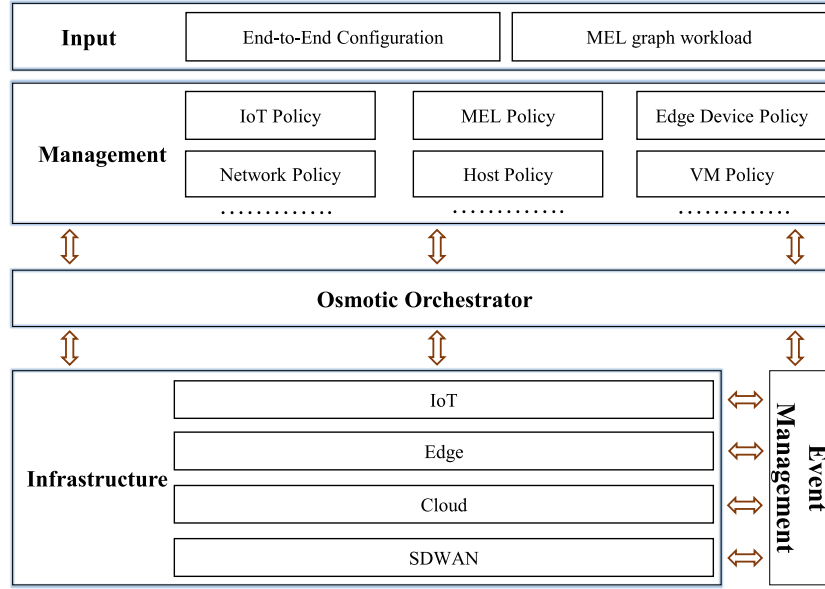 Input
End-to-End Configuration
MEL graph workload
Management
IoT Policy
MEL Policy
Edge Device Policy
Network Policy
Host Policy
VM Policy
.............
.............
.............
Osmotic Orchestrator
Infrastructure
IoT
Edge
Cloud
SDWAN
Event
Management